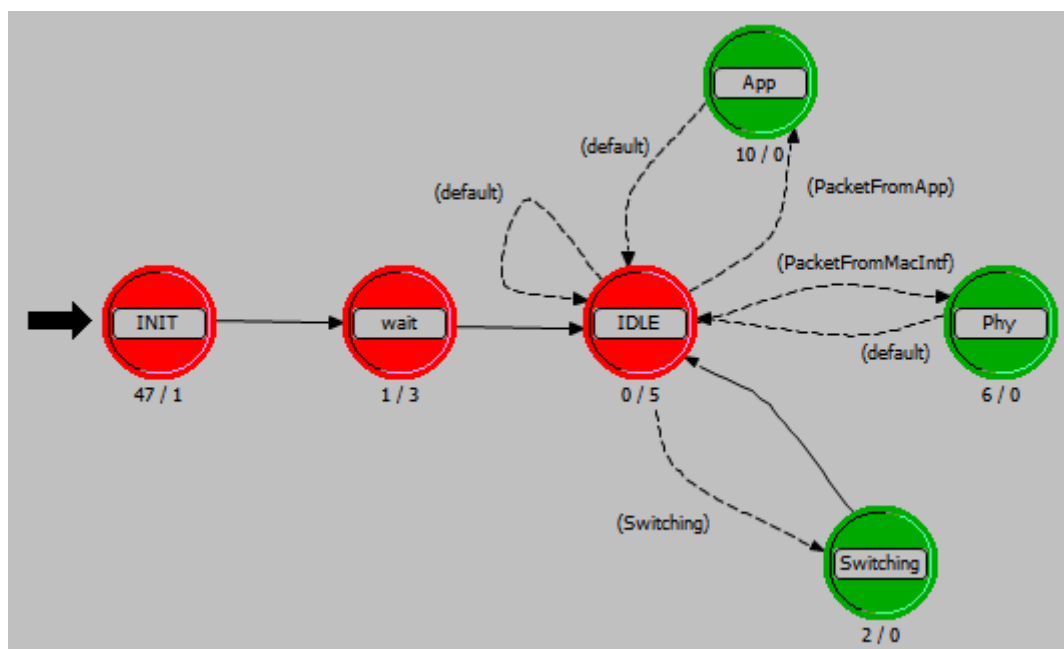 App
10 / 0
(default)
(PacketFromApp)
(default)
(PacketFromMacIntf)
INIT
wait
IDLE
Phy
(default)
47 / 1
1 / 3
0 / 5
6 / 0
(Switching)
Switching
2 / 0